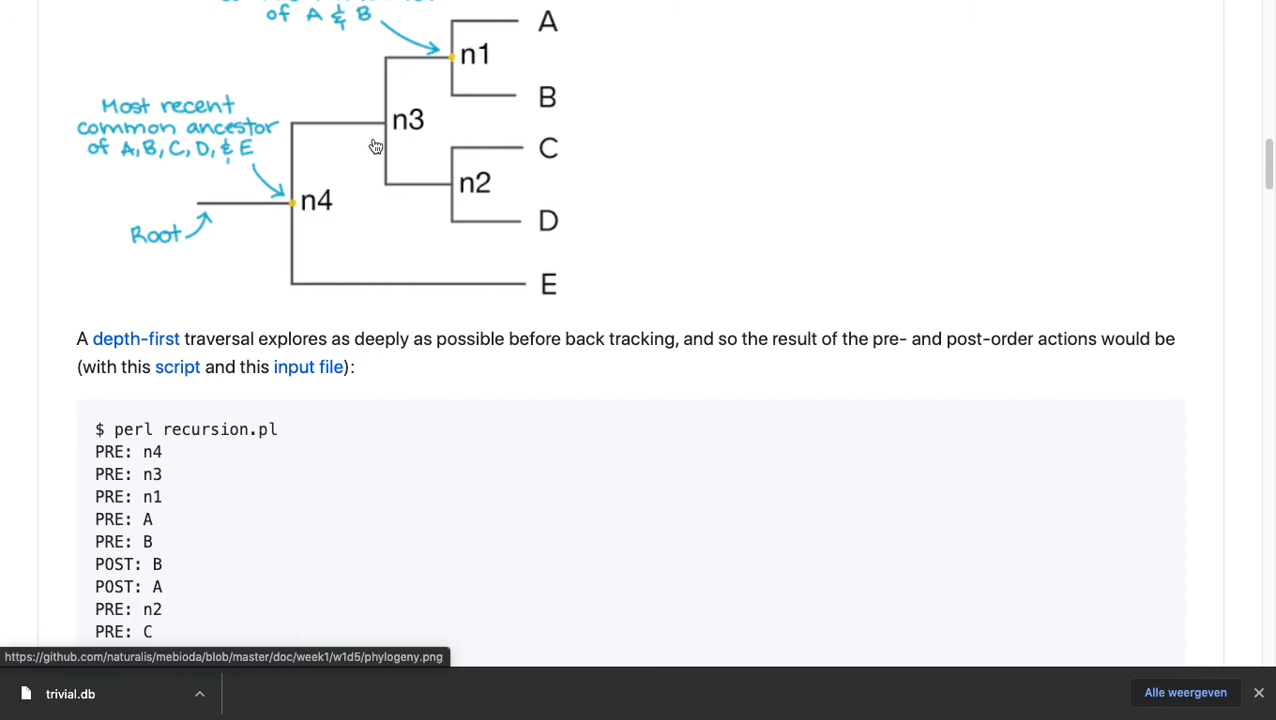 of A & B
A
n1
B
Most recent
common ancestor
of A, B, C, D, & E
n3
C
n2
n4
D
Root
E
A depth-first traversal explores as deeply as possible before back tracking, and so the result of the pre- and post-order actions would be
(with this script and this input file):
$ perl recursion.pl
PRE: n4
PRE: n3
PRE: n1
PRE: A
PRE: B
POST: B
POST: A
PRE: n2
PRE: C
https://github.com/naturalis/mebioda/blob/master/doc/week1/w1d5/phylogeny.png
trivial.db
Alle weergeven